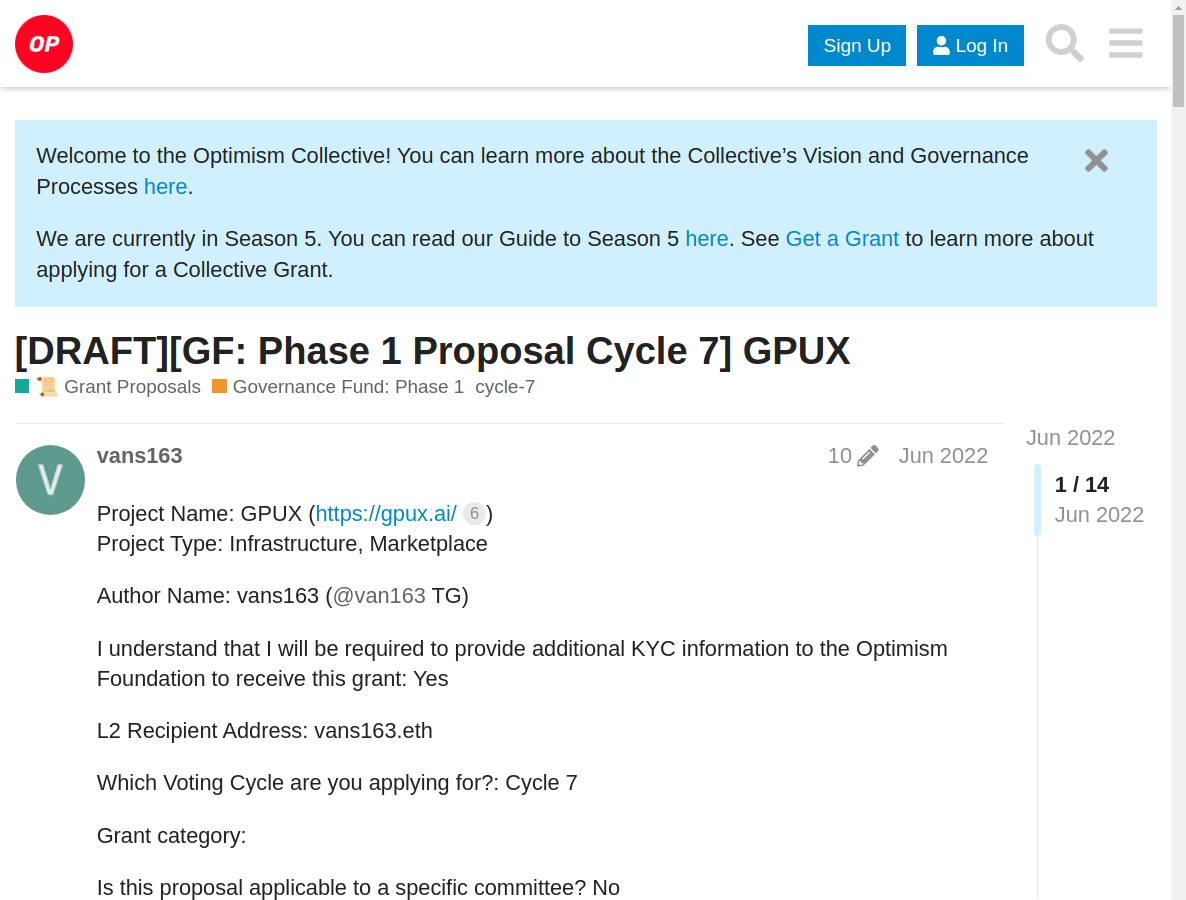 OP
Sign Up
Log In
Welcome to the Optimism Collective! You can learn more about the Collective’s Vision and Governance
Processes here.
We are currently in Season 5. You can read our Guide to Season 5 here. See Get a Grant to learn more about
applying for a Collective Grant.
[DRAFT][GF: Phase 1 Proposal Cycle 7] GPUX
Grant Proposals Governance Fund: Phase 1 cycle-7
V
vans163 10 Jun 2022
Project Name: GPUX (https://gpux.ai/ 6)
Project Type: Infrastructure, Marketplace
Author Name: vans163 (@van163 TG)
I understand that I will be required to provide additional KYC information to the Optimism
Foundation to receive this grant: Yes
L2 Recipient Address: vans163.eth
Which Voting Cycle are you applying for?: Cycle 7
Grant category:
Is this proposal applicable to a specific committee? No
Jun 2022
1 / 14
Jun 2022